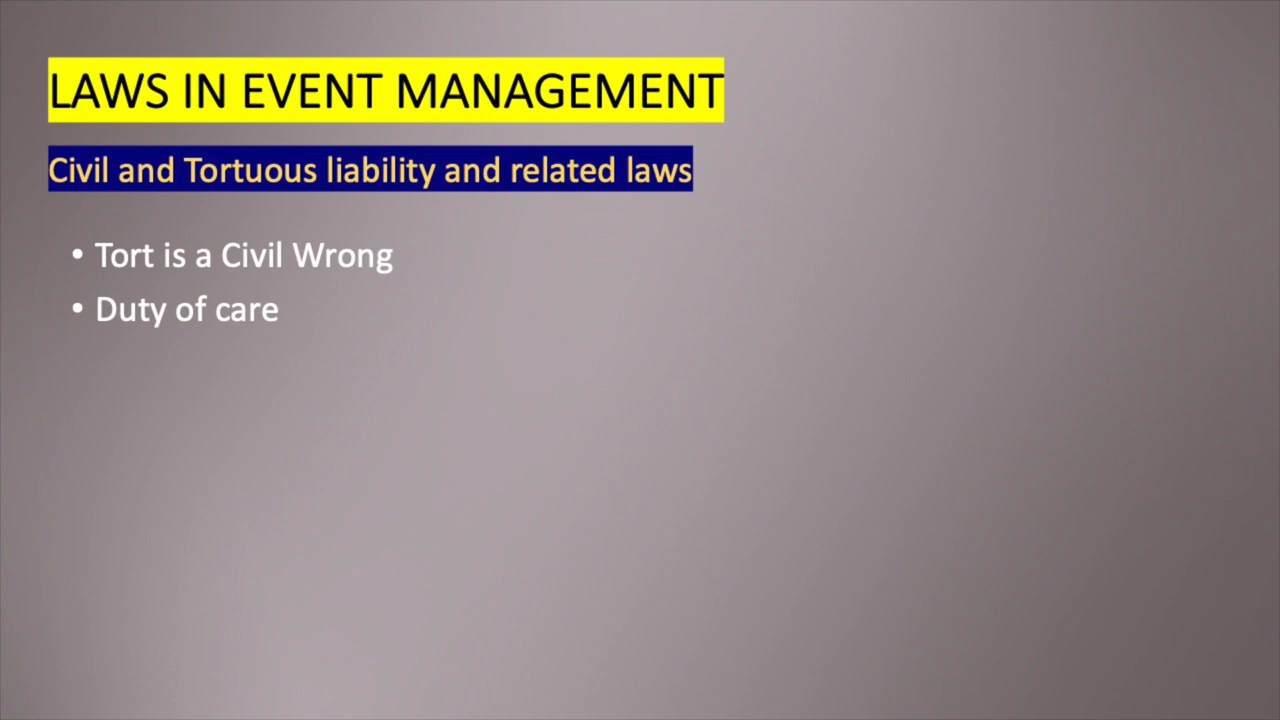 LAWS IN EVENT MANAGEMENT
Civil and Tortuous liability and related laws
• Tort is a Civil Wrong
• Duty of care